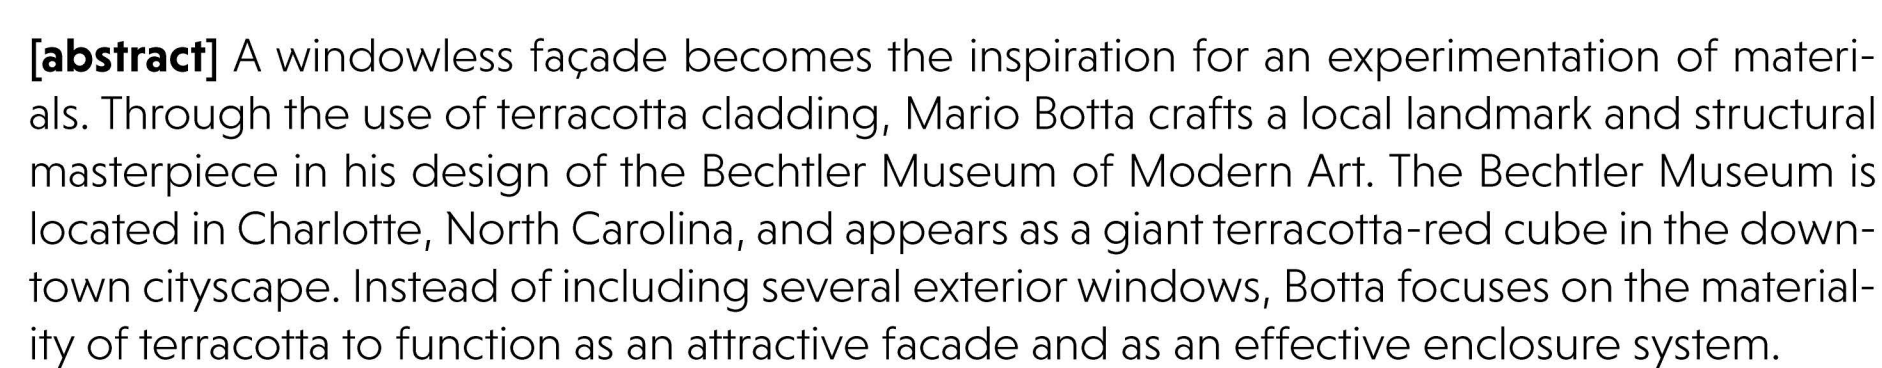 [abstract] A windowless façade becomes the inspiration for an experimentation of materi-
als. Through the use of terracotta cladding, Mario Botta crafts a local landmark and structural
masterpiece in his design of the Bechtler Museum of Modern Art. The Bechtler Museum is
located in Charlotte, North Carolina, and appears as a giant terracotta-red cube in the down-
town cityscape. Instead of including several exterior windows, Botta focuses on the material-
ity of terracotta to function as an attractive facade and as an effective enclosure system.